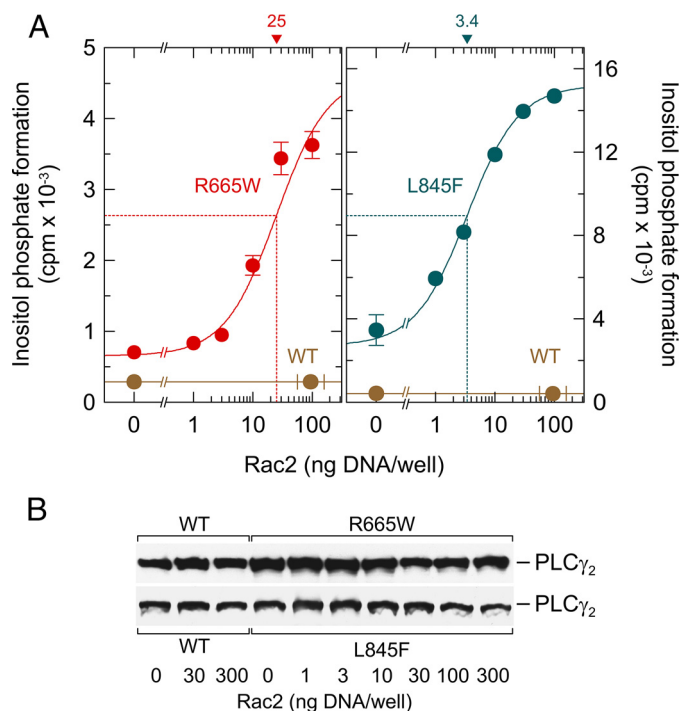 A
25
3.4
5
4
3
2
1
0
Inositol phosphate formation
(cpm x 10-3)
R665W
WT
0 1 10 100
L845F
WT
0 1 10 100
16
12
8
4
0
Inositol phosphate formation
(cpm x 10-3)
Rac2 (ng DNA/well)
B
WT R665W
PLCγ2
PLCγ2
WT L845F
0 30 300 0 1 3 10 30 100 300
Rac2 (ng DNA/well)